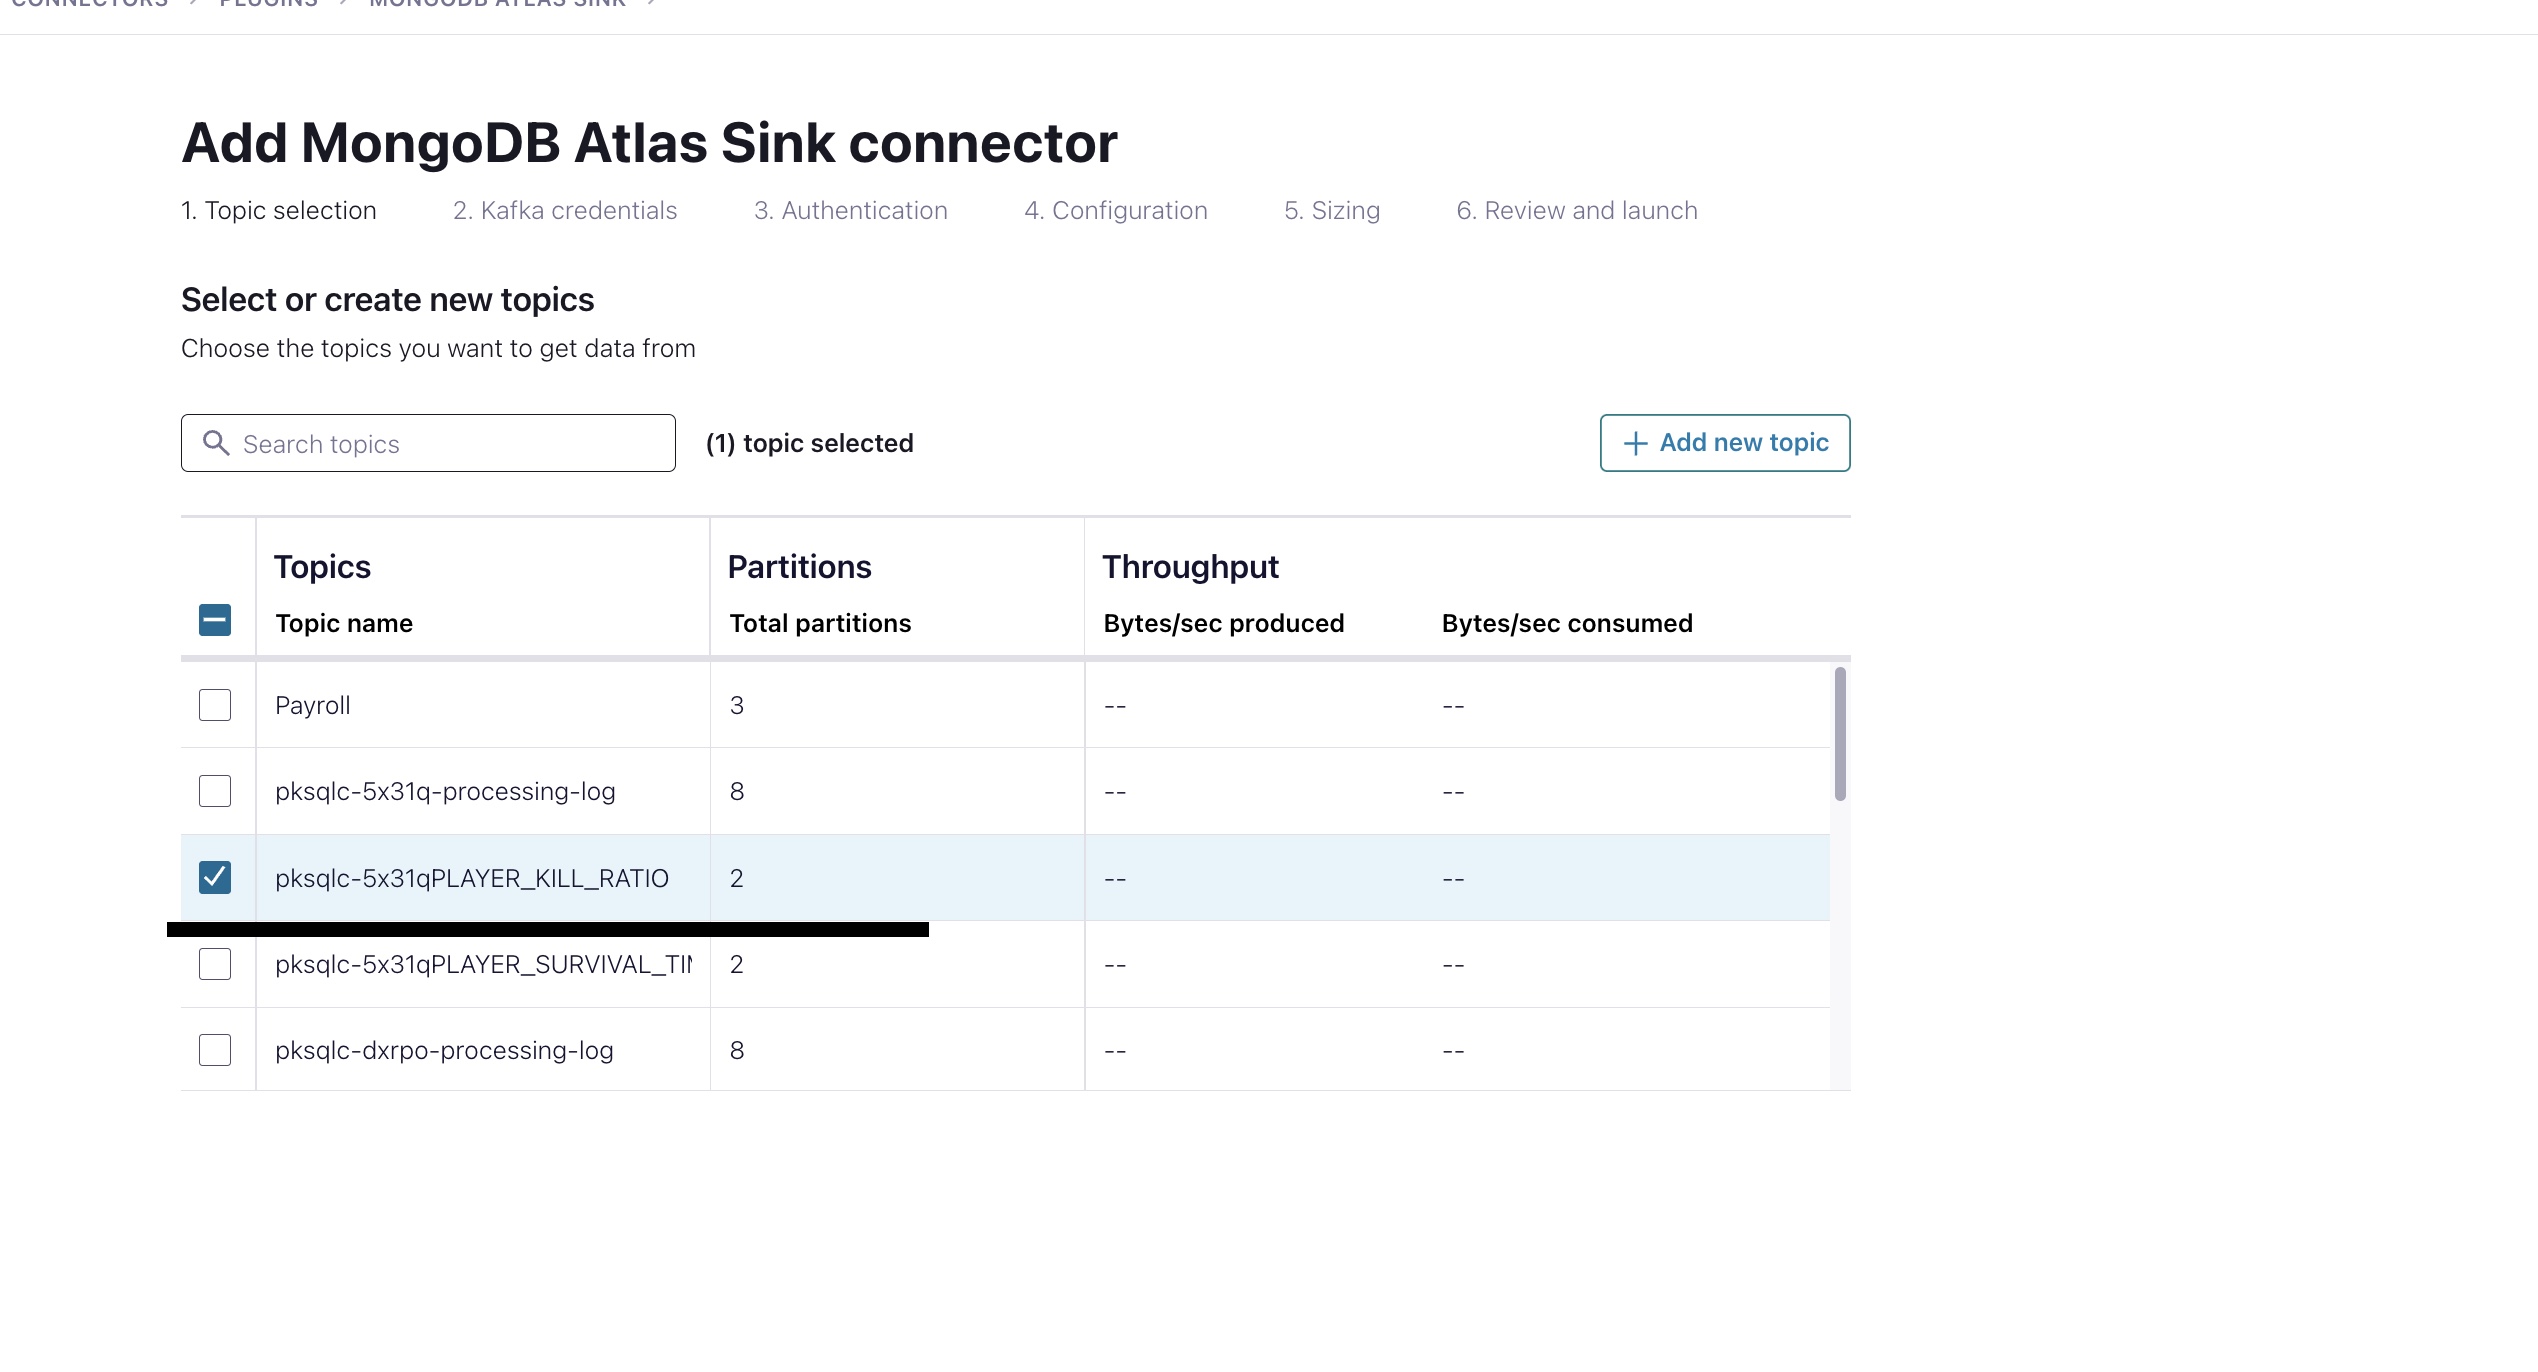 CONNECTORS > PLUGINS > MONGODB ATLAS SINK >
Add MongoDB Atlas Sink connector
1. Topic selection 2. Kafka credentials 3. Authentication 4. Configuration 5. Sizing 6. Review and launch
Select or create new topics
Choose the topics you want to get data from
Search topics (1) topic selected + Add new topic
Topics Partitions Throughput
Topic name Total partitions Bytes/sec produced Bytes/sec consumed
Payroll 3 -- --
pksqlc-5x31q-processing-log 8 -- --
pksqlc-5x31qPLAYER_KILL_RATIO 2 -- --
pksqlc-5x31qPLAYER_SURVIVAL_TI 2 -- --
pksqlc-dxrpo-processing-log 8 -- --